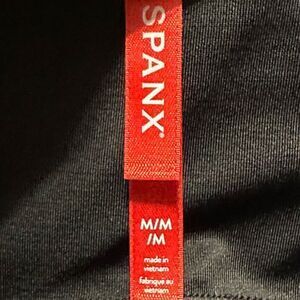 SPANX®
M/M
/M
made in
vietnam
fabriqué au
vietnam